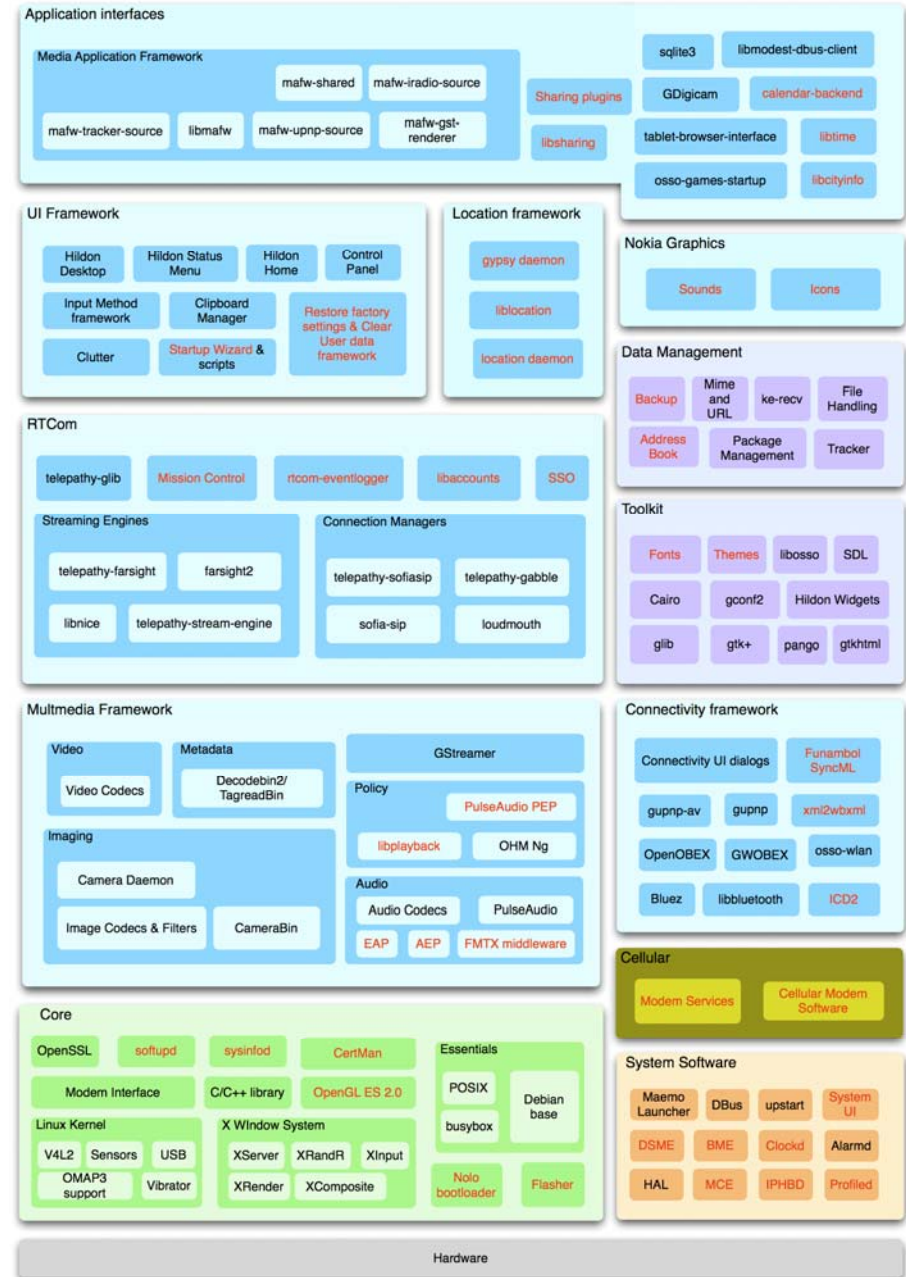 Application interfaces
Media Application Framework
mafw-shared
mafw-iradio-source
mafw-tracker-source
libmafw
mafw-upnp-source
mafw-gst-
renderer
Sharing plugins
libsharing
sqlite3
libmodest-dbus-client
GDigicam
calendar-backend
tablet-browser-interface
libtime
osso-games-startup
libcityinfo
UI Framework
Hildon
Desktop
Hildon Status
Menu
Hildon
Home
Control
Panel
Input Method
framework
Clipboard
Manager
Restore factory
settings & Clear
User data
framework
Clutter
Startup Wizard &
scripts
Location framework
gypsy daemon
liblocation
location daemon
Nokia Graphics
Sounds
Icons
Data Management
Backup
Mime
and
URL
ke-recv
File
Handling
Address
Book
Package
Management
Tracker
RTCom
telepathy-glib
Mission Control
rtcom-eventlogger
libaccounts
SSO
Streaming Engines
telepathy-farsight
farsight2
libnice
telepathy-stream-engine
Connection Managers
telepathy-sofiasip
telepathy-gabble
sofia-sip
loudmouth
Toolkit
Fonts
Themes
libosso
SDL
Cairo
gconf2
Hildon Widgets
glib
gtk+
pango
gtkhtml
Multimedia Framework
Video
Video Codecs
Metadata
Decodebin2/
TagreadBin
Imaging
Camera Daemon
Image Codecs & Filters
CameraBin
GStreamer
Policy
PulseAudio PEP
libplayback
OHM Ng
Audio
Audio Codecs
PulseAudio
EAP
AEP
FMTX middleware
Connectivity framework
Connectivity UI dialogs
Funambol
SyncML
gupnp-av
gupnp
xml2wbxml
OpenOBEX
GWOBEX
osso-wlan
Bluez
libbluetooth
ICD2
Cellular
Modem Services
Cellular Modem
Software
Core
OpenSSL
softupd
sysinfod
CertMan
Modem Interface
C/C++ library
OpenGL ES 2.0
Linux Kernel
V4L2
Sensors
USB
OMAP3
support
Vibrator
X WIndow System
XServer
XRandR
XInput
XRender
XComposite
Essentials
POSIX
busybox
Debian
base
Nolo
bootloader
Flasher
System Software
Maemo
Launcher
DBus
upstart
System
UI
DSME
BME
Clockd
Alarmd
HAL
MCE
IPHBD
Profiled
Hardware